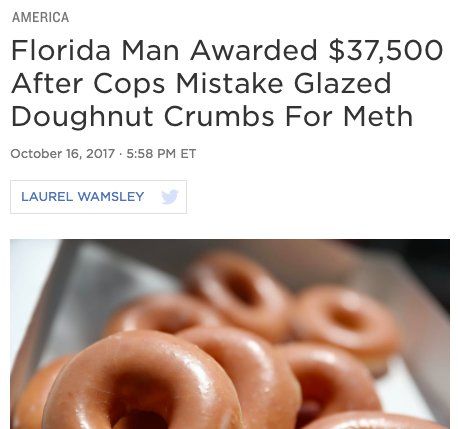 AMERICA
Florida Man Awarded $37,500
After Cops Mistake Glazed
Doughnut Crumbs For Meth
October 16, 2017 · 5:58 PM ET
LAUREL WAMSLEY